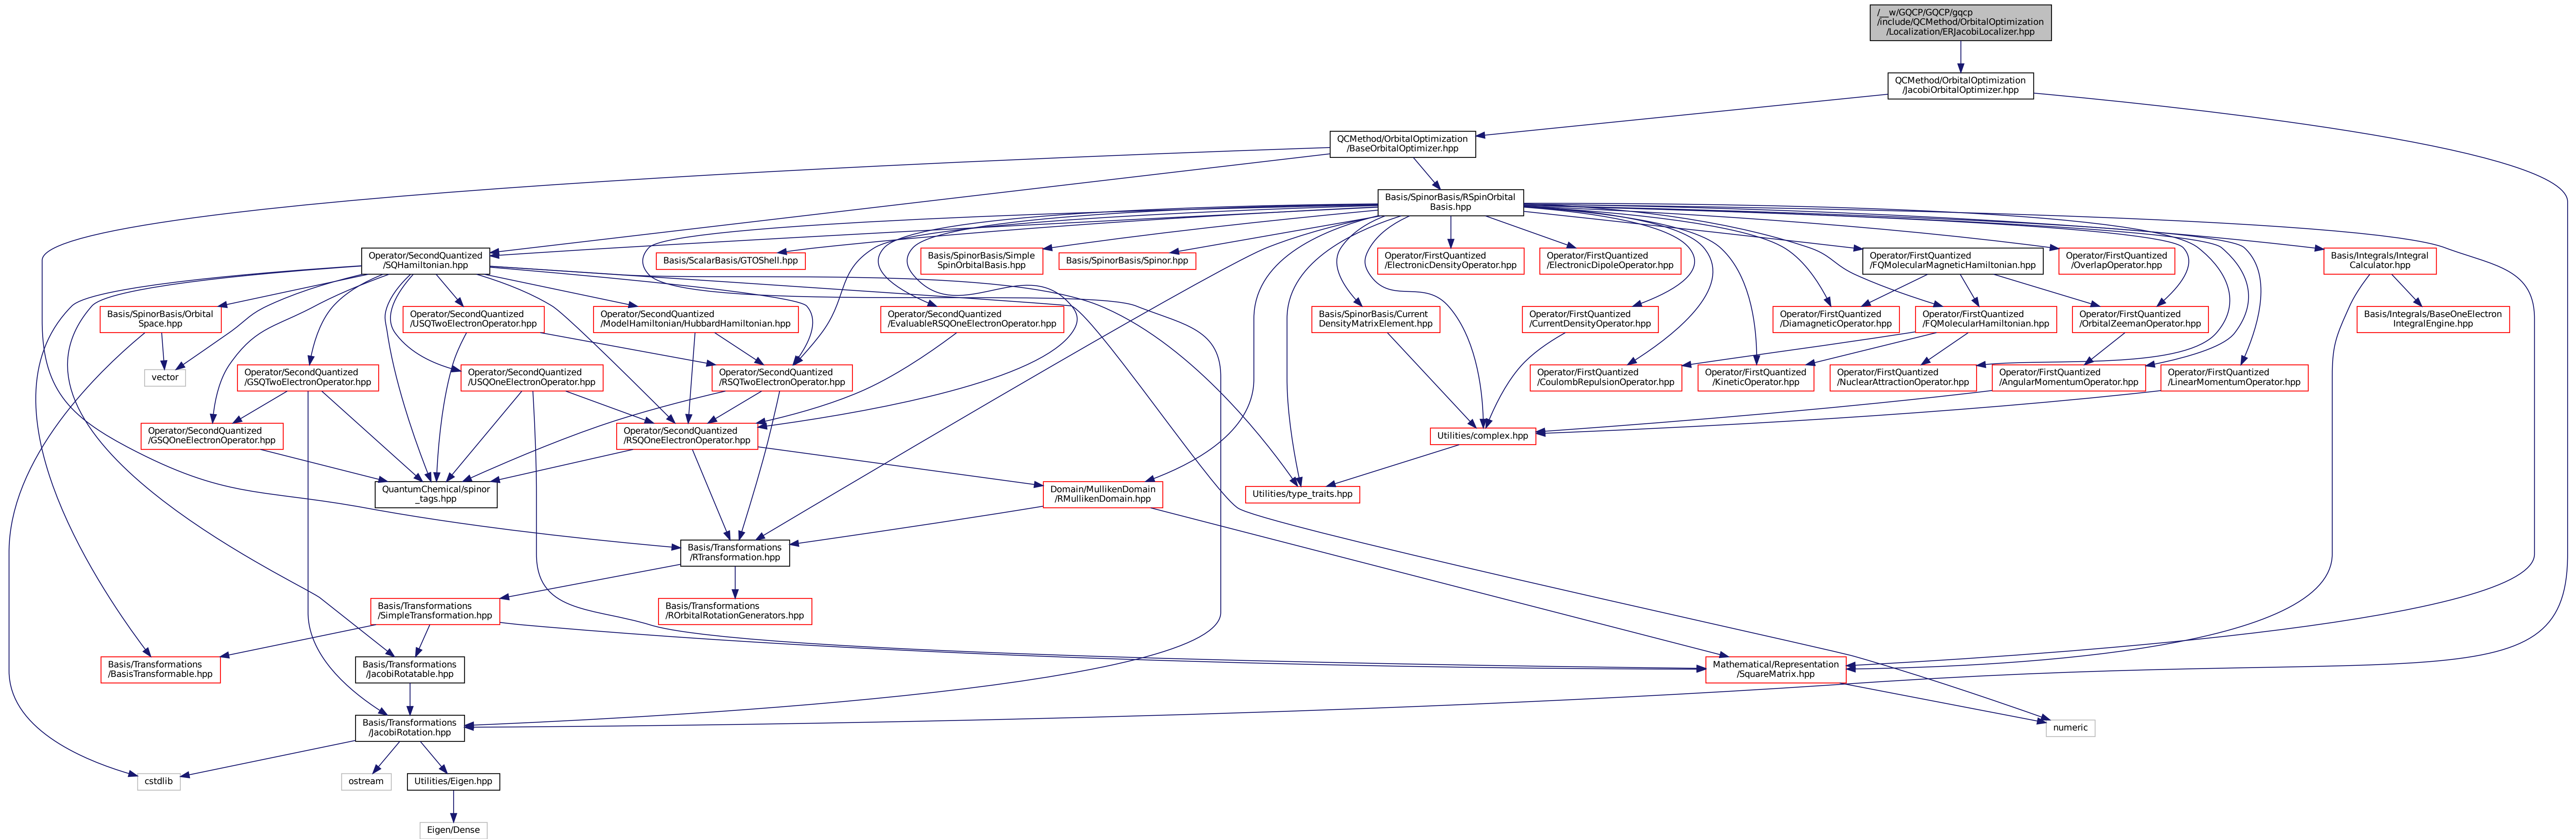 /__w/GQCP/GQCP/gqcp
/include/QCMethod/OrbitalOptimization
/Localization/ERJacobiLocalizer.hpp
QCMethod/OrbitalOptimization
/JacobiOrbitalOptimizer.hpp
QCMethod/OrbitalOptimization
/BaseOrbitalOptimizer.hpp
Basis/SpinorBasis/RSpinOrbital
Basis.hpp
Operator/SecondQuantized
/SQHamiltonian.hpp
Basis/ScalarBasis/GTOShell.hpp
Basis/SpinorBasis/Simple
SpinOrbitalBasis.hpp
Basis/SpinorBasis/Spinor.hpp
Operator/FirstQuantized
/ElectronicDensityOperator.hpp
Operator/FirstQuantized
/ElectronicDipoleOperator.hpp
Operator/FirstQuantized
/FQMolecularMagneticHamiltonian.hpp
Operator/FirstQuantized
/OverlapOperator.hpp
Basis/Integrals/Integral
Calculator.hpp
Basis/SpinorBasis/Orbital
Space.hpp
Operator/SecondQuantized
/USQTwoElectronOperator.hpp
Operator/SecondQuantized
/ModelHamiltonian/HubbardHamiltonian.hpp
Operator/SecondQuantized
/EvaluableRSQOneElectronOperator.hpp
Basis/SpinorBasis/Current
DensityMatrixElement.hpp
Operator/FirstQuantized
/CurrentDensityOperator.hpp
Operator/FirstQuantized
/DiamagneticOperator.hpp
Operator/FirstQuantized
/FQMolecularHamiltonian.hpp
Operator/FirstQuantized
/OrbitalZeemanOperator.hpp
Basis/Integrals/BaseOneElectron
IntegralEngine.hpp
vector
Operator/SecondQuantized
/GSQTwoElectronOperator.hpp
Operator/SecondQuantized
/USQOneElectronOperator.hpp
Operator/SecondQuantized
/RSQTwoElectronOperator.hpp
Operator/FirstQuantized
/CoulombRepulsionOperator.hpp
Operator/FirstQuantized
/KineticOperator.hpp
Operator/FirstQuantized
/NuclearAttractionOperator.hpp
Operator/FirstQuantized
/AngularMomentumOperator.hpp
Operator/FirstQuantized
/LinearMomentumOperator.hpp
Operator/SecondQuantized
/GSQOneElectronOperator.hpp
Operator/SecondQuantized
/RSQOneElectronOperator.hpp
Utilities/complex.hpp
QuantumChemical/spinor
_tags.hpp
Domain/MullikenDomain
/RMullikenDomain.hpp
Utilities/type_traits.hpp
Basis/Transformations
/RTransformation.hpp
Basis/Transformations
/SimpleTransformation.hpp
Basis/Transformations
/ROrbitalRotationGenerators.hpp
Basis/Transformations
/BasisTransformable.hpp
Basis/Transformations
/JacobiRotatable.hpp
Mathematical/Representation
/SquareMatrix.hpp
Basis/Transformations
/JacobiRotation.hpp
numeric
cstdlib
ostream
Utilities/Eigen.hpp
Eigen/Dense